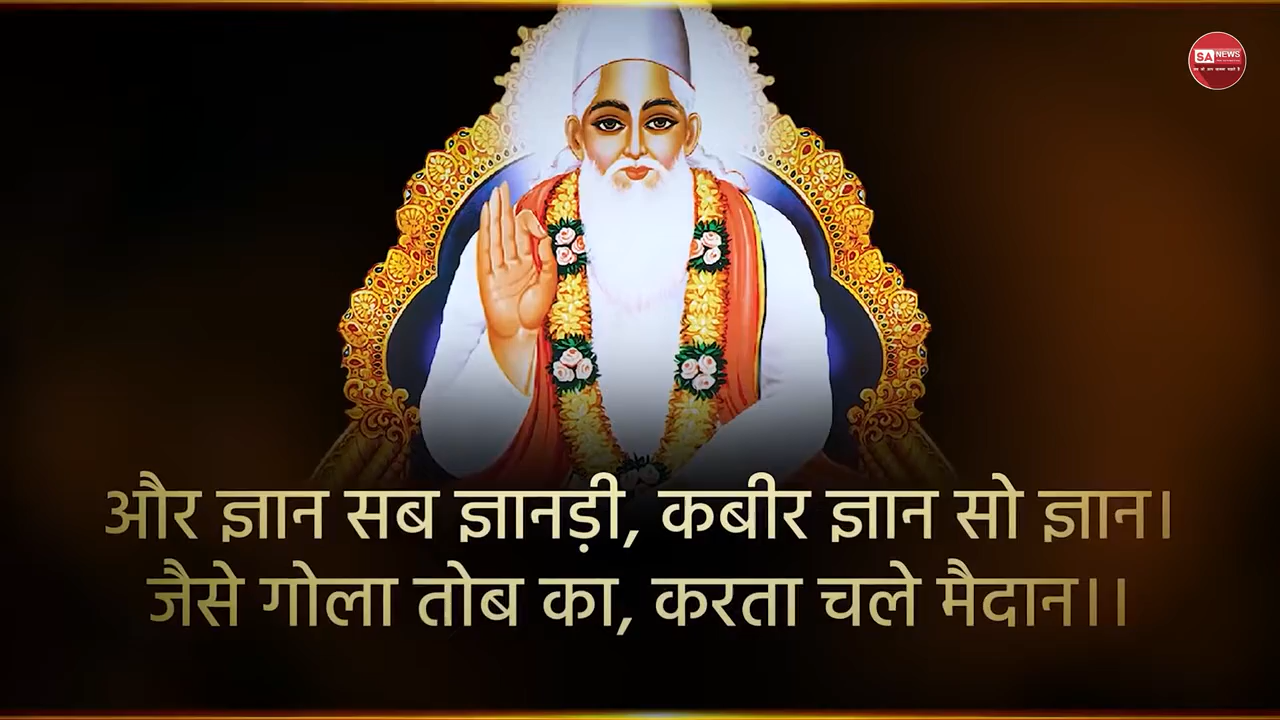 SA NEWS
और ज्ञान सब ज्ञानड़ी, कबीर ज्ञान सो ज्ञान।
जैसे गोला तोब का, करता चले मैदान।।